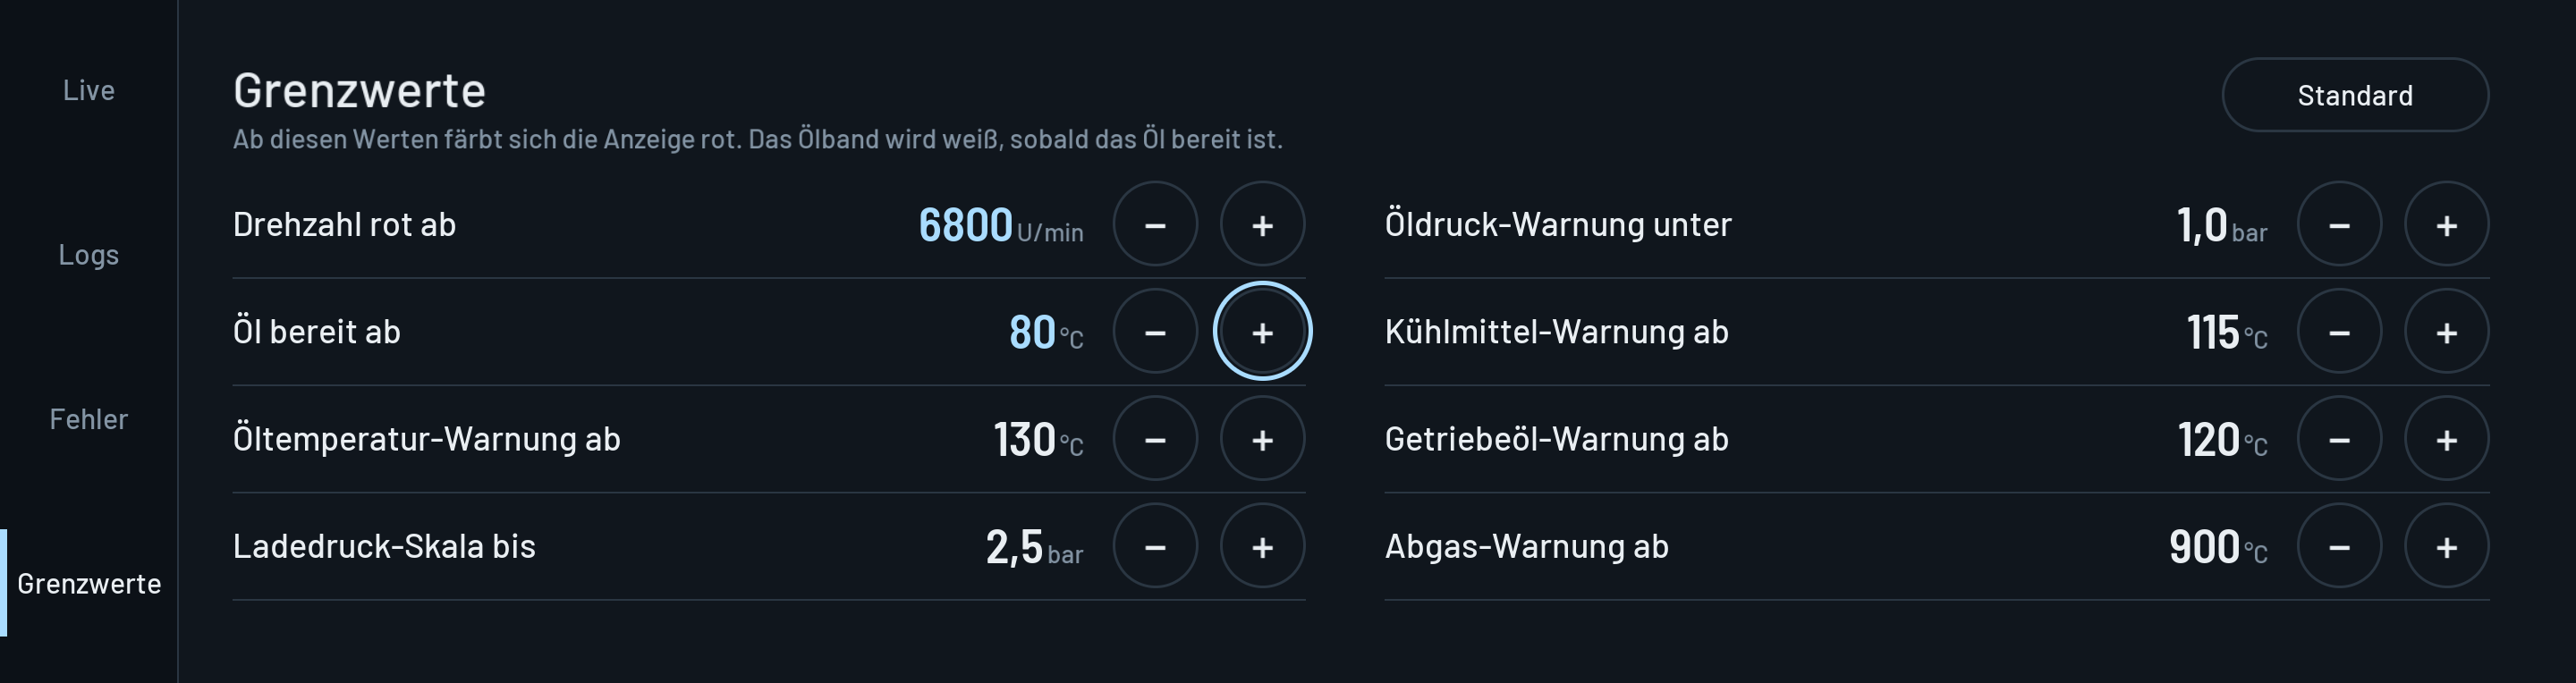 Live
Logs
Fehler
Grenzwerte
Grenzwerte
Standard
Ab diesen Werten färbt sich die Anzeige rot. Das Ölband wird weiß, sobald das Öl bereit ist.
Drehzahl rot ab 6800 U/min − +
Öl bereit ab 80 °C − +
Öltemperatur-Warnung ab 130 °C − +
Ladedruck-Skala bis 2,5 bar − +
Öldruck-Warnung unter 1,0 bar − +
Kühlmittel-Warnung ab 115 °C − +
Getriebeöl-Warnung ab 120 °C − +
Abgas-Warnung ab 900 °C − +